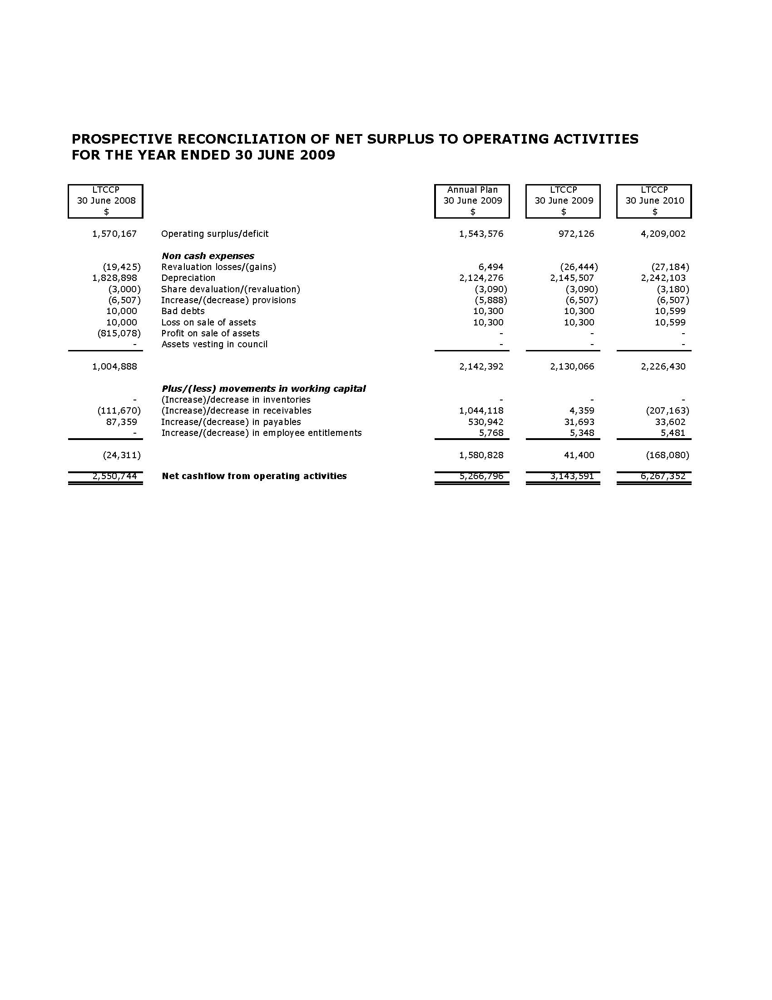 PROSPECTIVE RECONCILIATION OF NET SURPLUS TO OPERATING ACTIVITIES
FOR THE YEAR ENDED 30 JUNE 2009
LTCCP Annual Plan LTCCP LTCCP
30 June 2008 30 June 2009 30 June 2009 30 June 2010
$ $ $ $
1,570,167 Operating surplus/deficit 1,543,576 972,126 4,209,002
Non cash expenses
(19,425) Revaluation losses/(gains) 6,494 (26,444) (27,184)
1,828,898 Depreciation 2,124,276 2,145,507 2,242,103
(3,000) Share devaluation/(revaluation) (3,090) (3,090) (3,180)
(6,507) Increase/(decrease) provisions (5,888) (6,507) (6,507)
10,000 Bad debts 10,300 10,300 10,599
10,000 Loss on sale of assets 10,300 10,300 10,599
(815,078) Profit on sale of assets - - -
- Assets vesting in council - - -
1,004,888 2,142,392 2,130,066 2,226,430
Plus/(less) movements in working capital
- (Increase)/decrease in inventories - - -
(111,670) (Increase)/decrease in receivables 1,044,118 4,359 (207,163)
87,359 Increase/(decrease) in payables 530,942 31,693 33,602
- Increase/(decrease) in employee entitlements 5,768 5,348 5,481
(24,311) 1,580,828 41,400 (168,080)
2,550,744 Net cashflow from operating activities 5,266,796 3,143,591 6,267,352